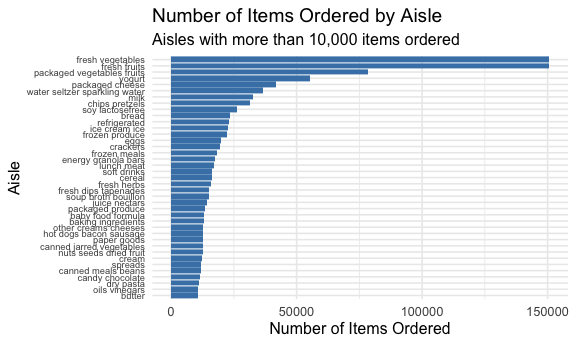 Number of Items Ordered by Aisle
Aisles with more than 10,000 items ordered
fresh vegetables
fresh fruits
packaged vegetables fruits
yogurt
packaged cheese
water seltzer sparkling water
milk
chips pretzels
soy lactosefree
bread
refrigerated
ice cream ice
frozen produce
eggs
crackers
frozen meals
energy granola bars
lunch meat
soft drinks
cereal
fresh herbs
fresh dips tapenades
soup broth bouillon
juice nectars
packaged produce
baby food formula
baking ingredients
other creams cheeses
hot dogs bacon sausage
paper goods
canned jarred vegetables
nuts seeds dried fruit
cream
spreads
canned meals beans
candy chocolate
dry pasta
oils vinegars
butter
Aisle
0 50000 100000 150000
Number of Items Ordered